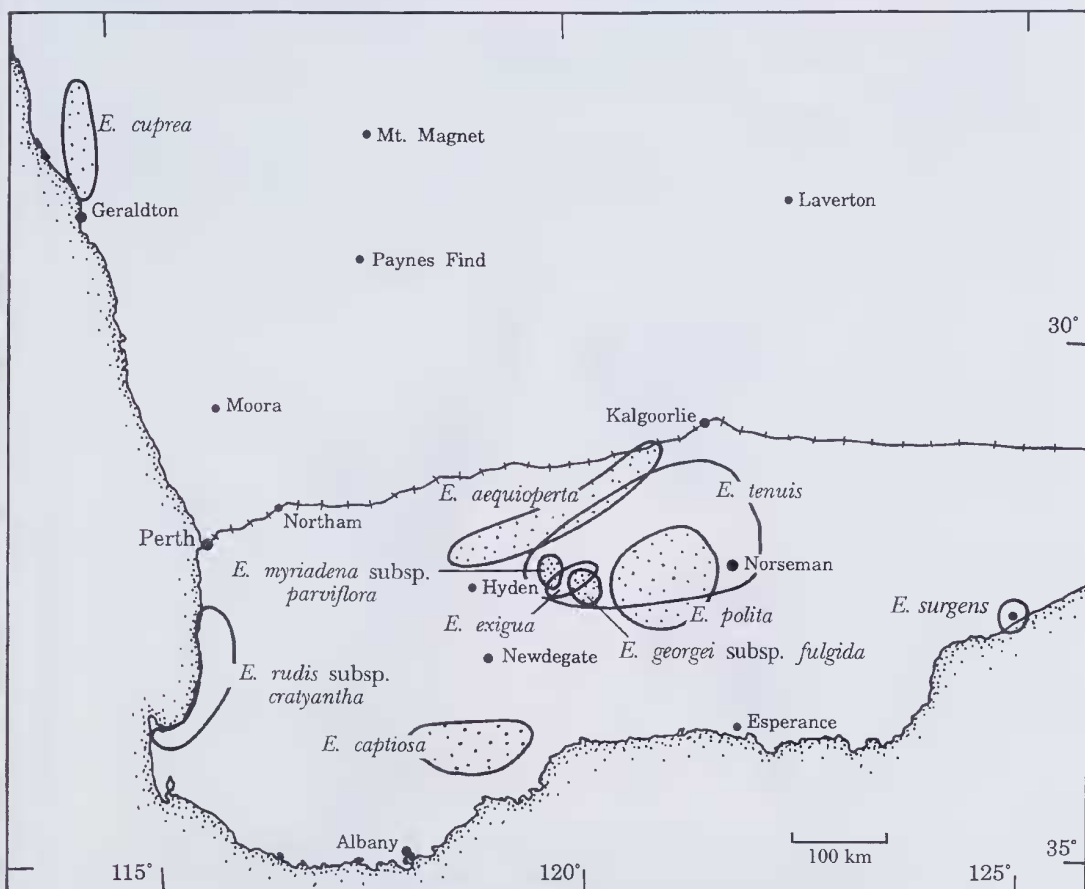 E. cuprea
Mt. Magnet
Geraldton
Laverton
Paynes Find
30°
Moora
Kalgoorlie
E. aequioperta
E. tenuis
Northam
Perth
E. myriadena subsp.
parviflora
Hyden
Norseman
E. exigua
E. polita
E. surgens
E. georgei subsp. fulgida
Newdegate
E. rudis subsp.
cratyantha
E. captiosa
Esperance
Albany
100 km
35°
115°
120°
125°